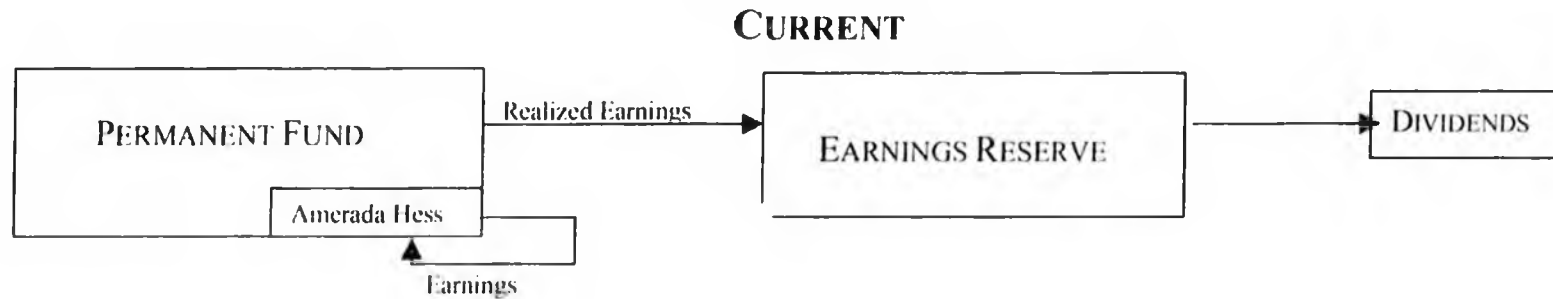 CURRENT
PERMANENT FUND
Realized Earnings
EARNINGS RESERVE
DIVIDENDS
Amerada Hess
Earnings